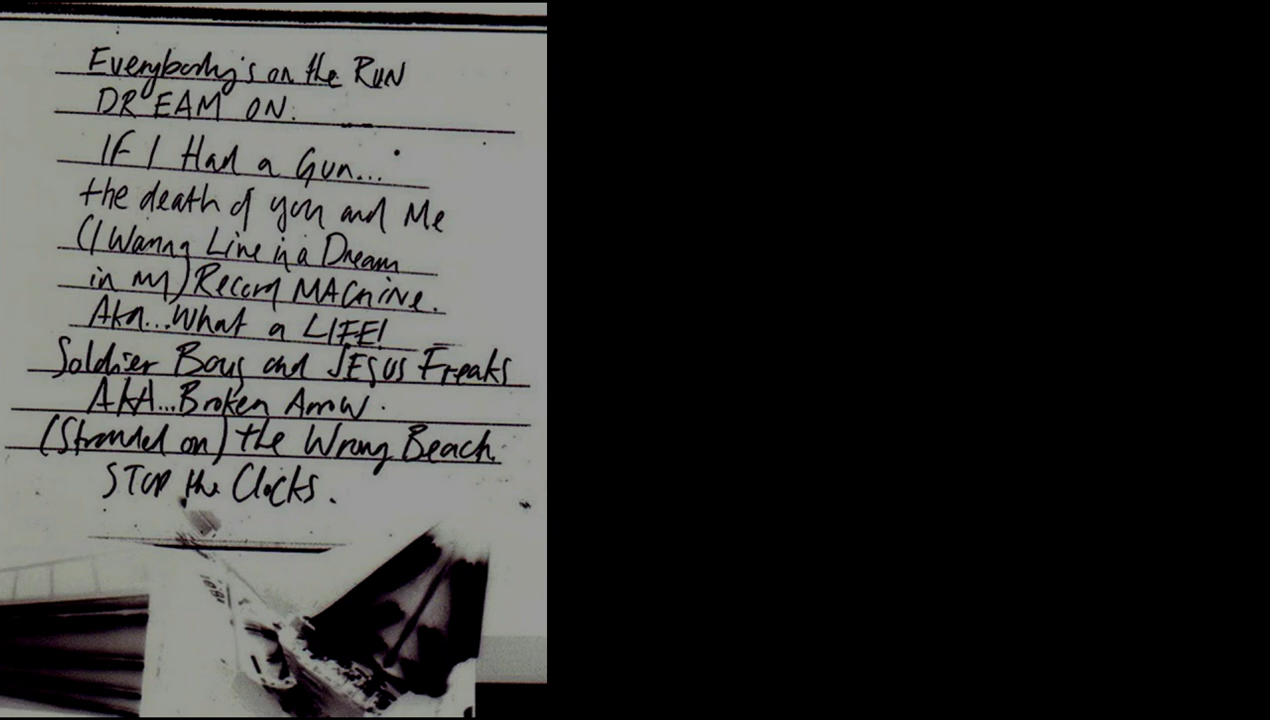 Everybody's on the RUN
DREAM ON.
IF I Had a Gun...
the death of you and Me
(I Wanna Live in a Dream
in my) Record MACHINE.
AKA...What a LIFE!
Soldier Boys and JESUS Freaks
AKA...Broken Arrow.
(Stranded on) the Wrong Beach.
STOP the Clocks.